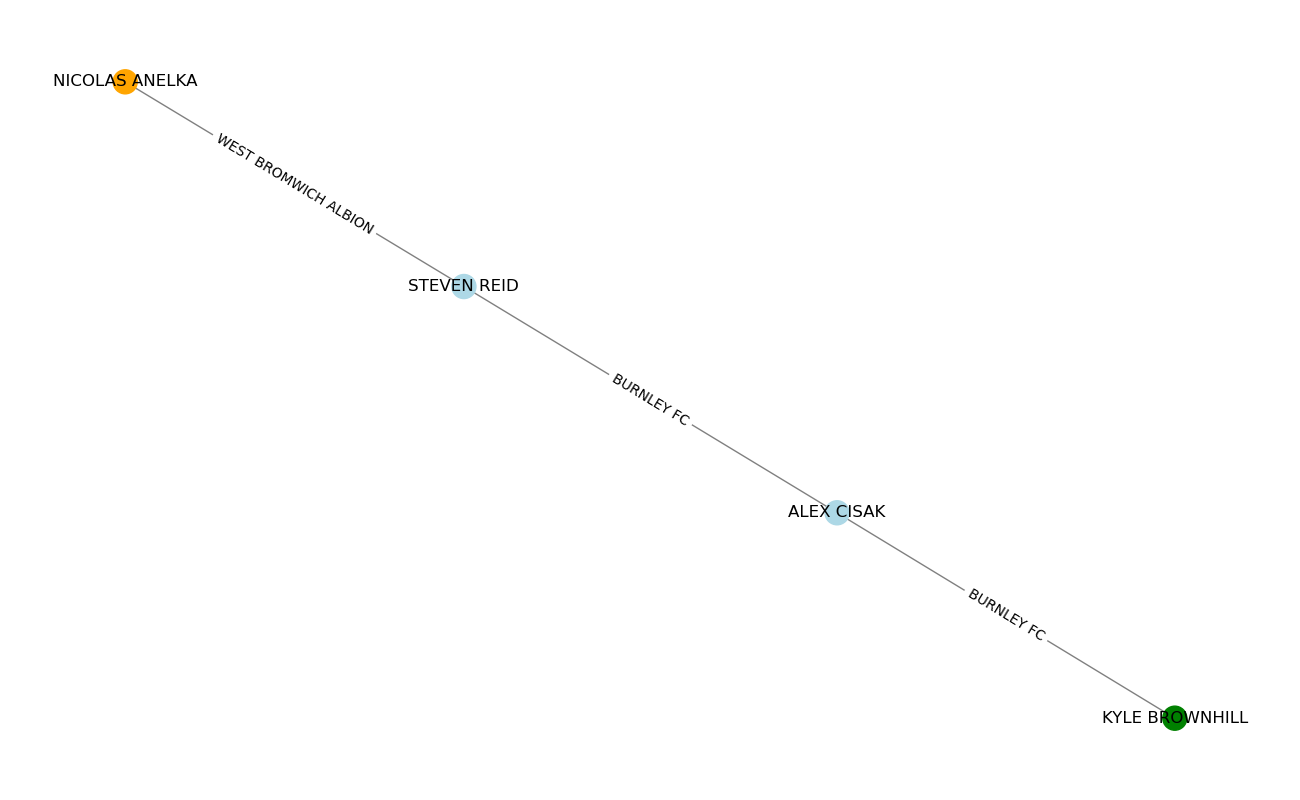 NICOLAS ANELKA
WEST BROMWICH ALBION
STEVEN REID
BURNLEY FC
ALEX CISAK
BURNLEY FC
KYLE BROWNHILL